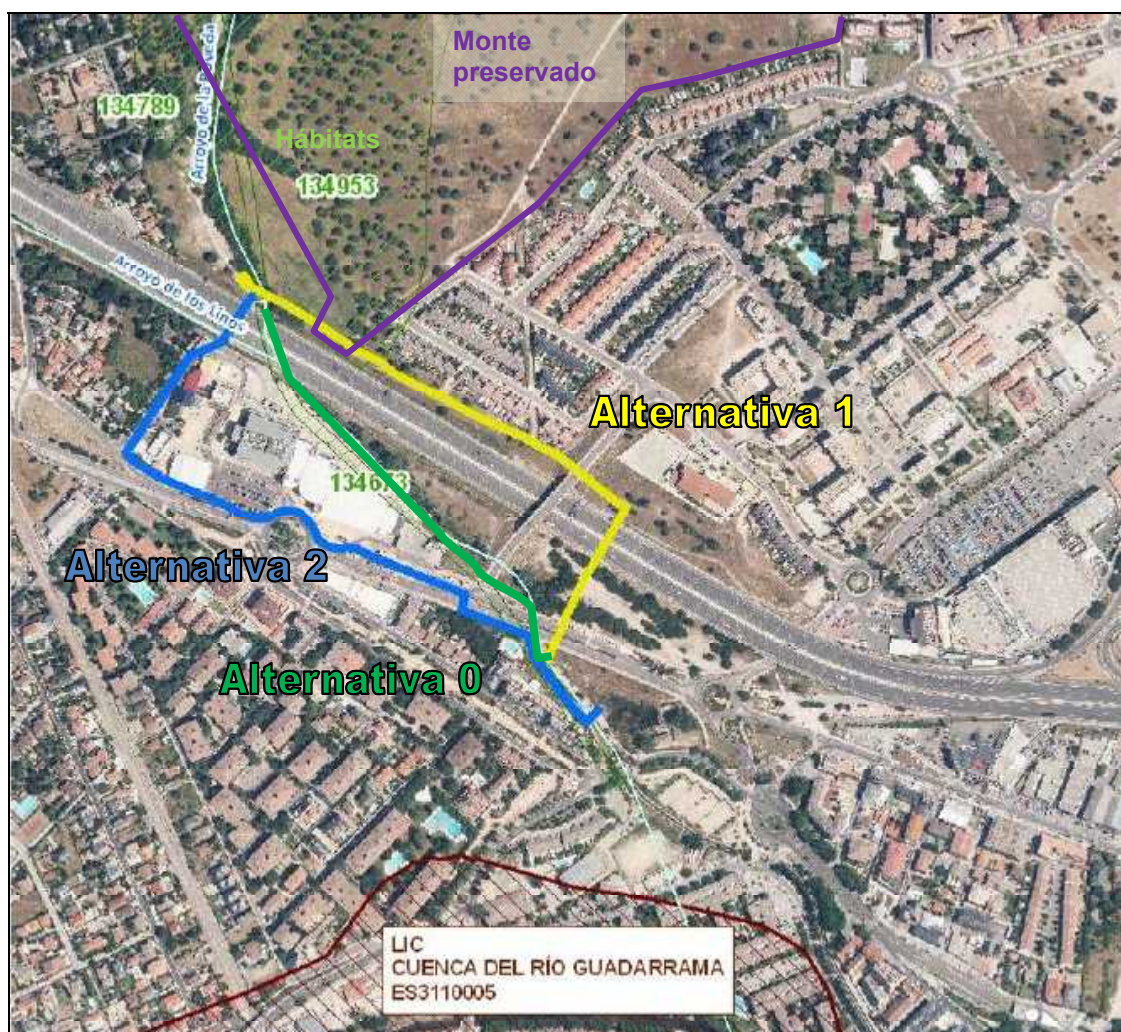 Monte
preservado
134789
Arroyo de la
Hábitats
134953
Arroyo de los Linos
Alternativa 1
Alternativa 2
Alternativa 0
LIC
CUENCA DEL RÍO GUADARRAMA
ES3110005